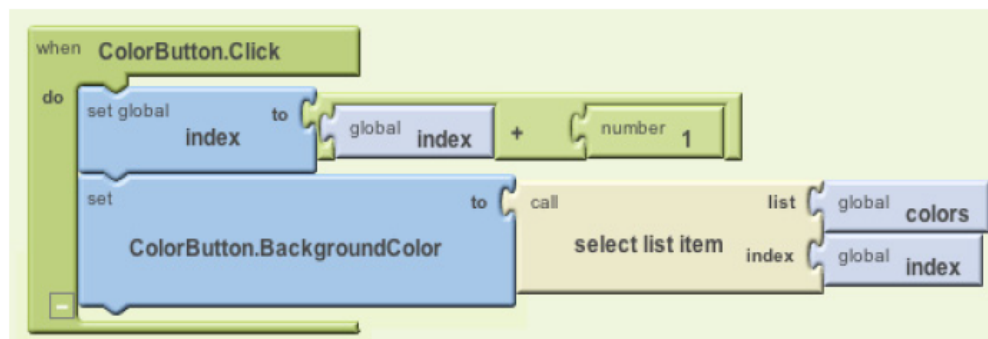 when ColorButton.Click
do
set global index to global index + number 1
set ColorButton.BackgroundColor to call select list item list global colors
index global index